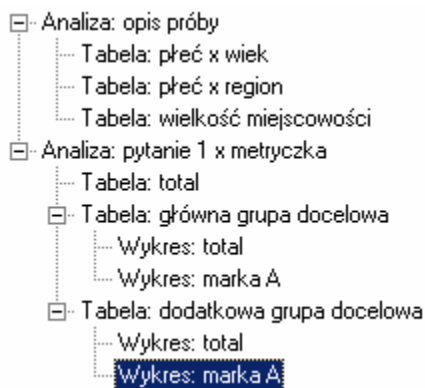 Analiza: opis próby
Tabela: płeć x wiek
Tabela: płeć x region
Tabela: wielkość miejscowości
Analiza: pytanie 1 x metryczka
Tabela: total
Tabela: główna grupa docelowa
Wykres: total
Wykres: marka A
Tabela: dodatkowa grupa docelowa
Wykres: total
Wykres: marka A